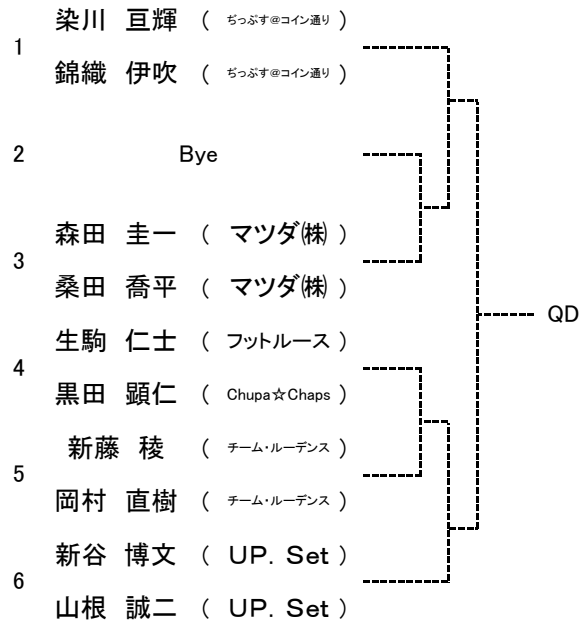 染川 亘輝 ( ぢっぷす@コイン通り )
1
錦織 伊吹 ( ぢっぷす@コイン通り )
2 Bye
森田 圭一 ( マツダ㈱ )
3
桑田 喬平 ( マツダ㈱ )
生駒 仁士 ( フットルース )
QD
4
黒田 顕仁 ( Chupa☆Chaps )
新藤 稜 ( チーム・ルーデンス )
5
岡村 直樹 ( チーム・ルーデンス )
新谷 博文 ( UP. Set )
6
山根 誠二 ( UP. Set )